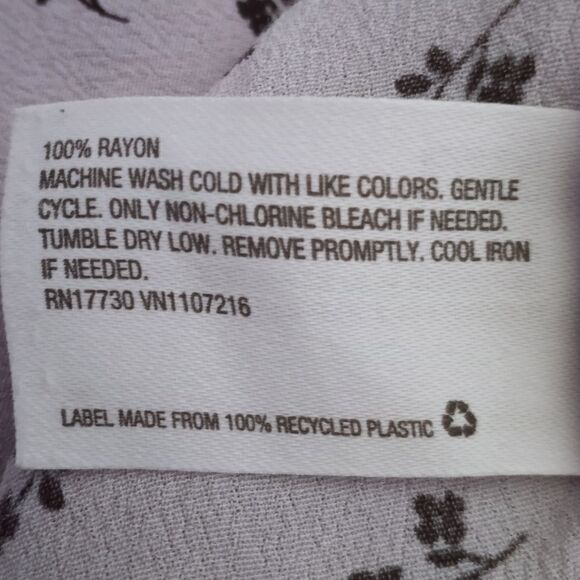 100% RAYON
MACHINE WASH COLD WITH LIKE COLORS. GENTLE
CYCLE. ONLY NON-CHLORINE BLEACH IF NEEDED.
TUMBLE DRY LOW. REMOVE PROMPTLY. COOL IRON
IF NEEDED.
RN17730 VN1107216
LABEL MADE FROM 100% RECYCLED PLASTIC